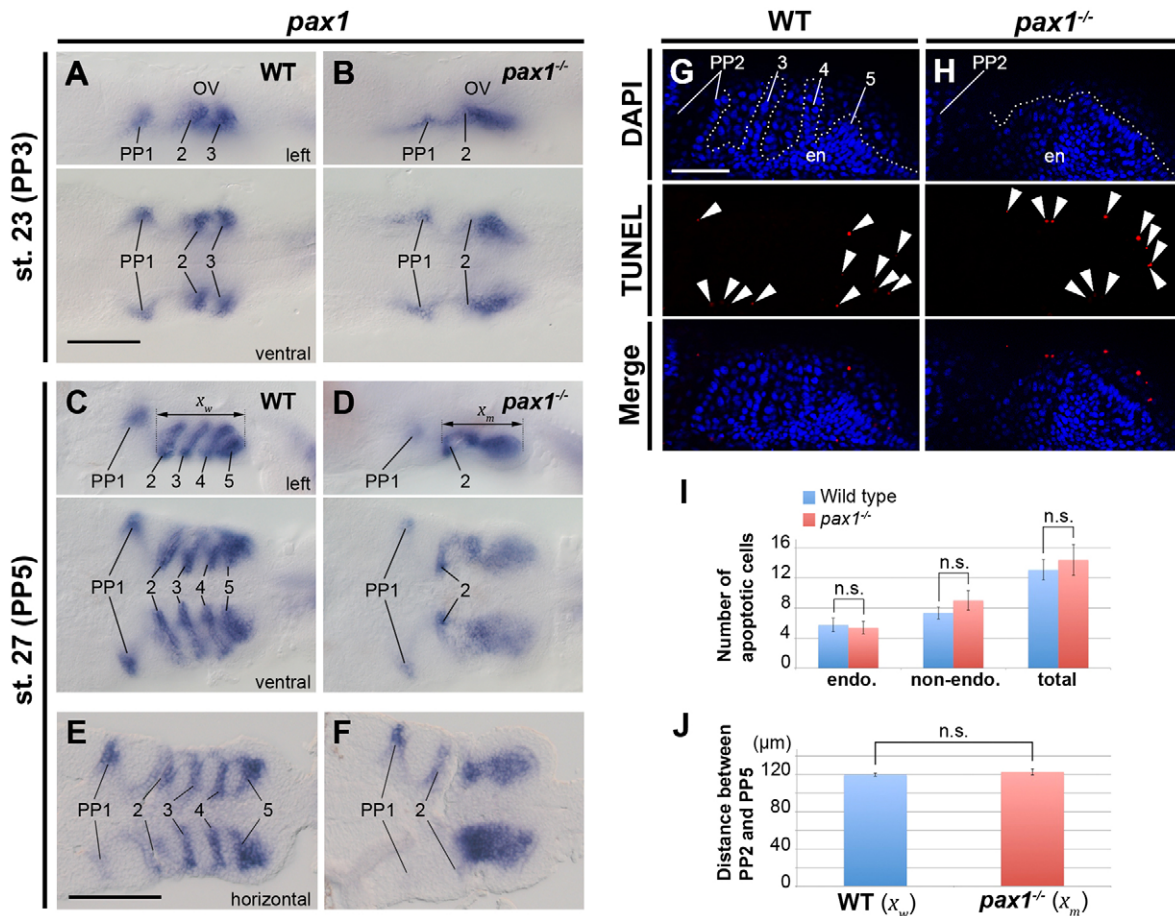 pax1
WT
pax1-/-
st. 23 (PP3)
A
WT
OV
PP1
2
3
left
B
pax1-/-
OV
PP1
2
PP1
2
3
ventral
PP1
2
st. 27 (PP5)
C
WT
xw
PP1
2
3
4
5
left
D
pax1-/-
xm
PP1
2
PP1
2
3
4
5
ventral
PP1
2
E
PP1
2
3
4
5
horizontal
F
PP1
2
DAPI
G
PP2
3
4
5
en
H
PP2
en
TUNEL
Merge
I
Wild type
pax1-/-
Number of
apoptotic cells
16
12
8
4
0
n.s.
n.s.
n.s.
endo.
non-endo.
total
J
(μm)
Distance between
PP2 and PP5
120
80
40
0
n.s.
WT (xw)
pax1-/- (xm)